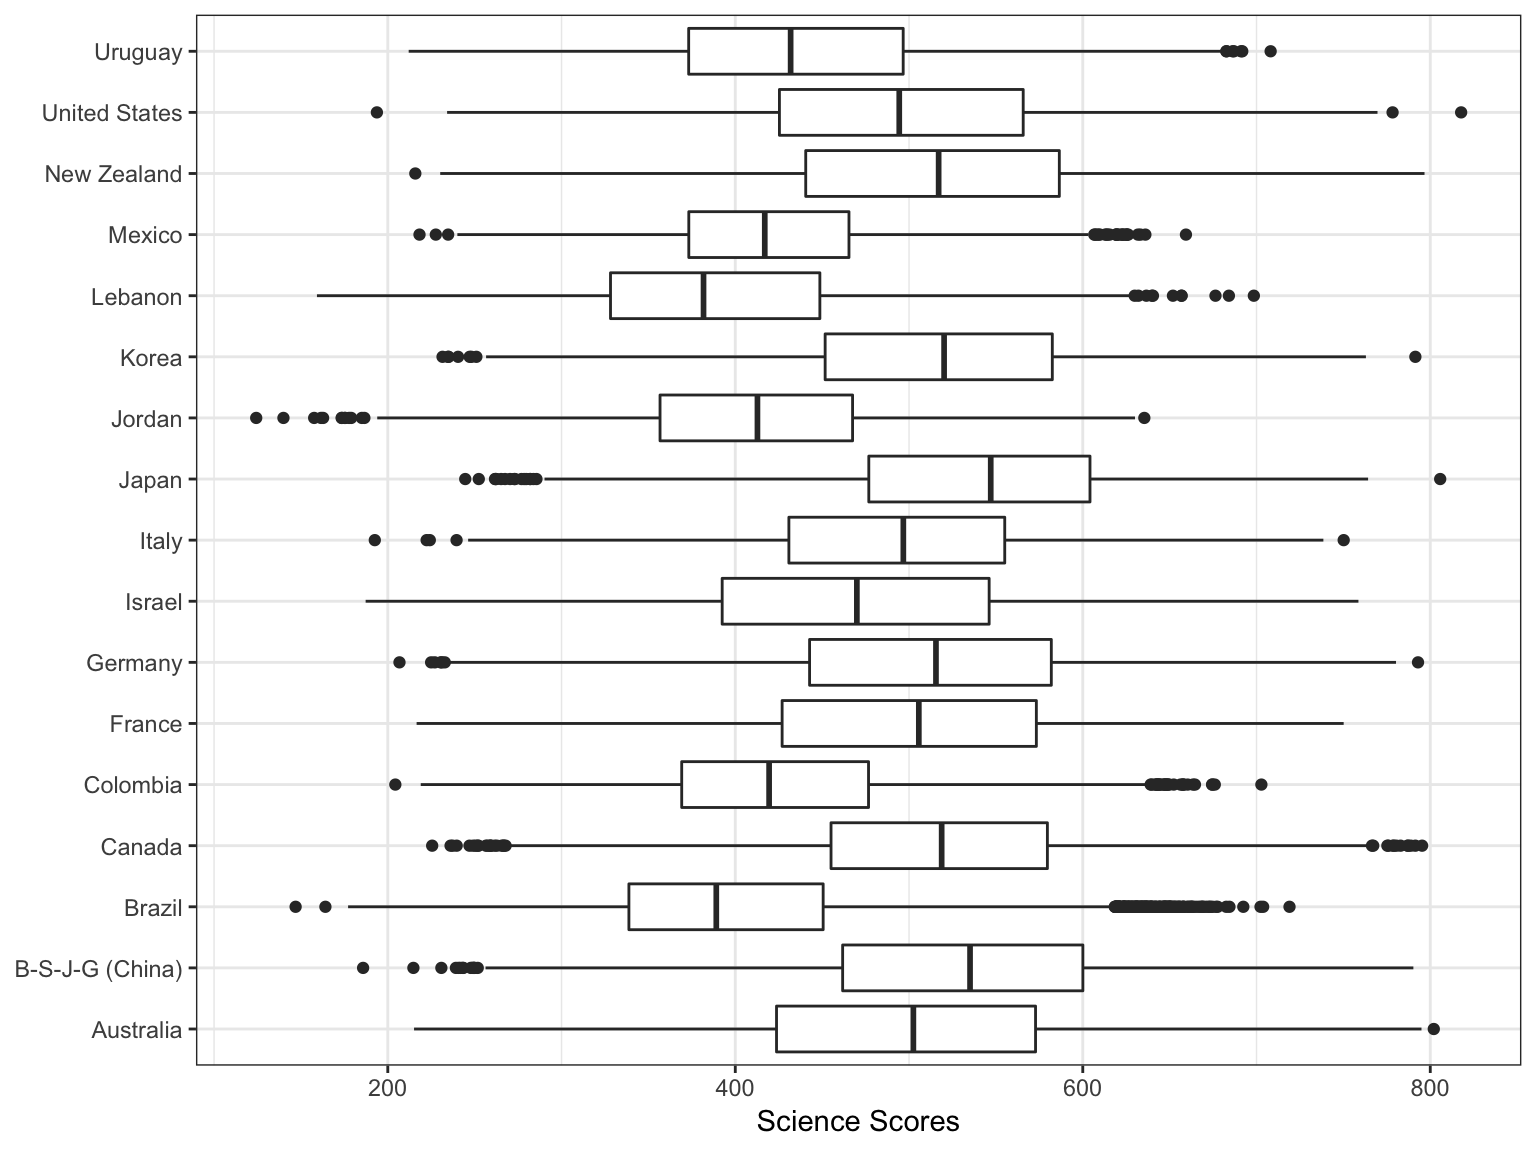 Uruguay
United States
New Zealand
Mexico
Lebanon
Korea
Jordan
Japan
Italy
Israel
Germany
France
Colombia
Canada
Brazil
B-S-J-G (China)
Australia
200 400 600 800
Science Scores